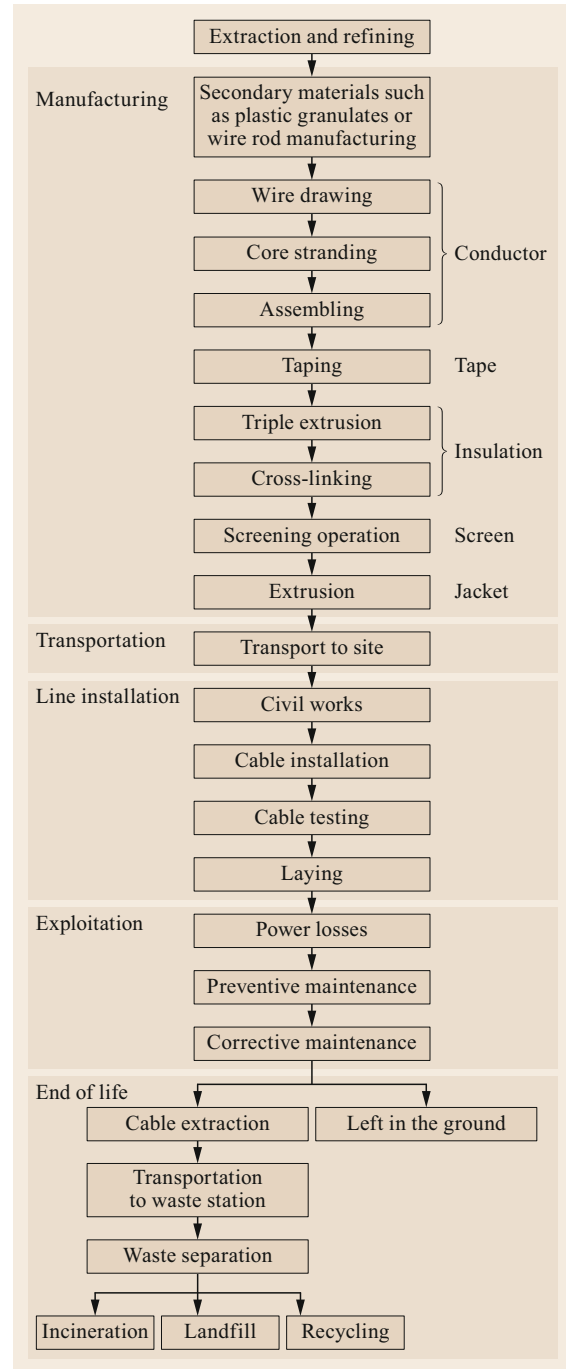 Extraction and refining
Manufacturing
Secondary materials such
as plastic granulates or
wire rod manufacturing
Wire drawing
Core stranding
Conductor
Assembling
Taping
Tape
Triple extrusion
Insulation
Cross-linking
Screening operation
Screen
Extrusion
Jacket
Transportation
Transport to site
Line installation
Civil works
Cable installation
Cable testing
Laying
Exploitation
Power losses
Preventive maintenance
Corrective maintenance
End of life
Cable extraction
Left in the ground
Transportation
to waste station
Waste separation
Incineration
Landfill
Recycling